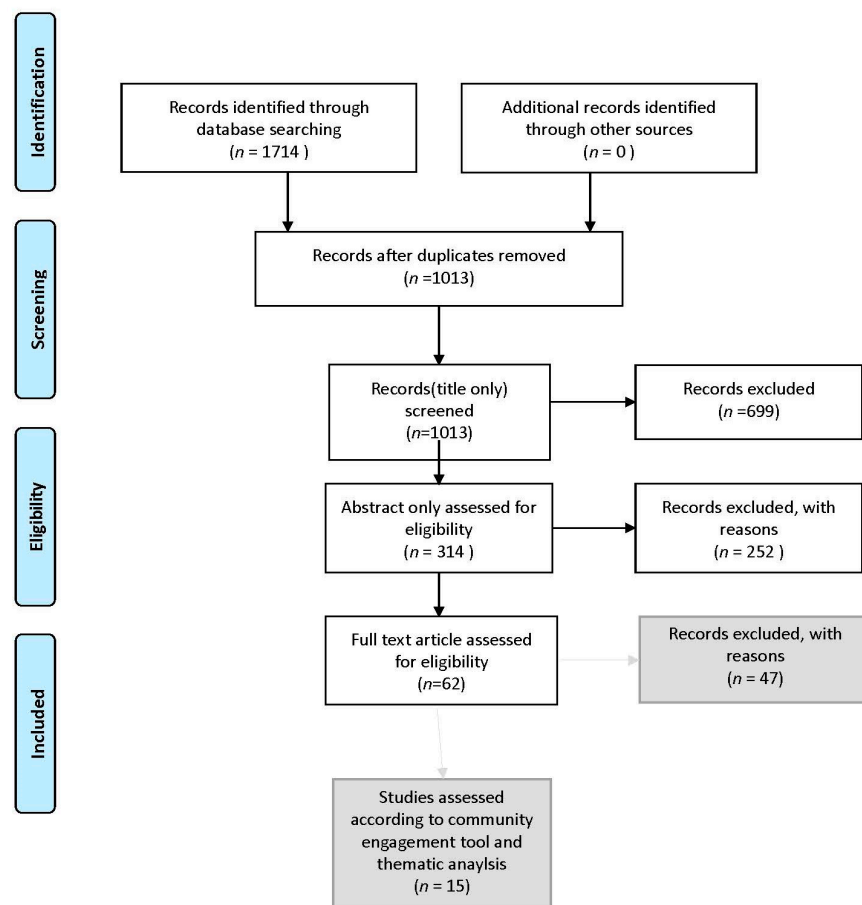 Identification
Records identified through
database searching
(n = 1714 )
Additional records identified
through other sources
(n = 0 )
Screening
Records after duplicates removed
(n =1013)
Records(title only)
screened
(n=1013)
Records excluded
(n =699)
Eligibility
Abstract only assessed for
eligibility
(n = 314 )
Records excluded, with
reasons
(n = 252 )
Included
Full text article assessed
for eligibility
(n=62)
Records excluded, with
reasons
(n = 47)
Studies assessed
according to community
engagement tool and
thematic anaylsis
(n = 15)